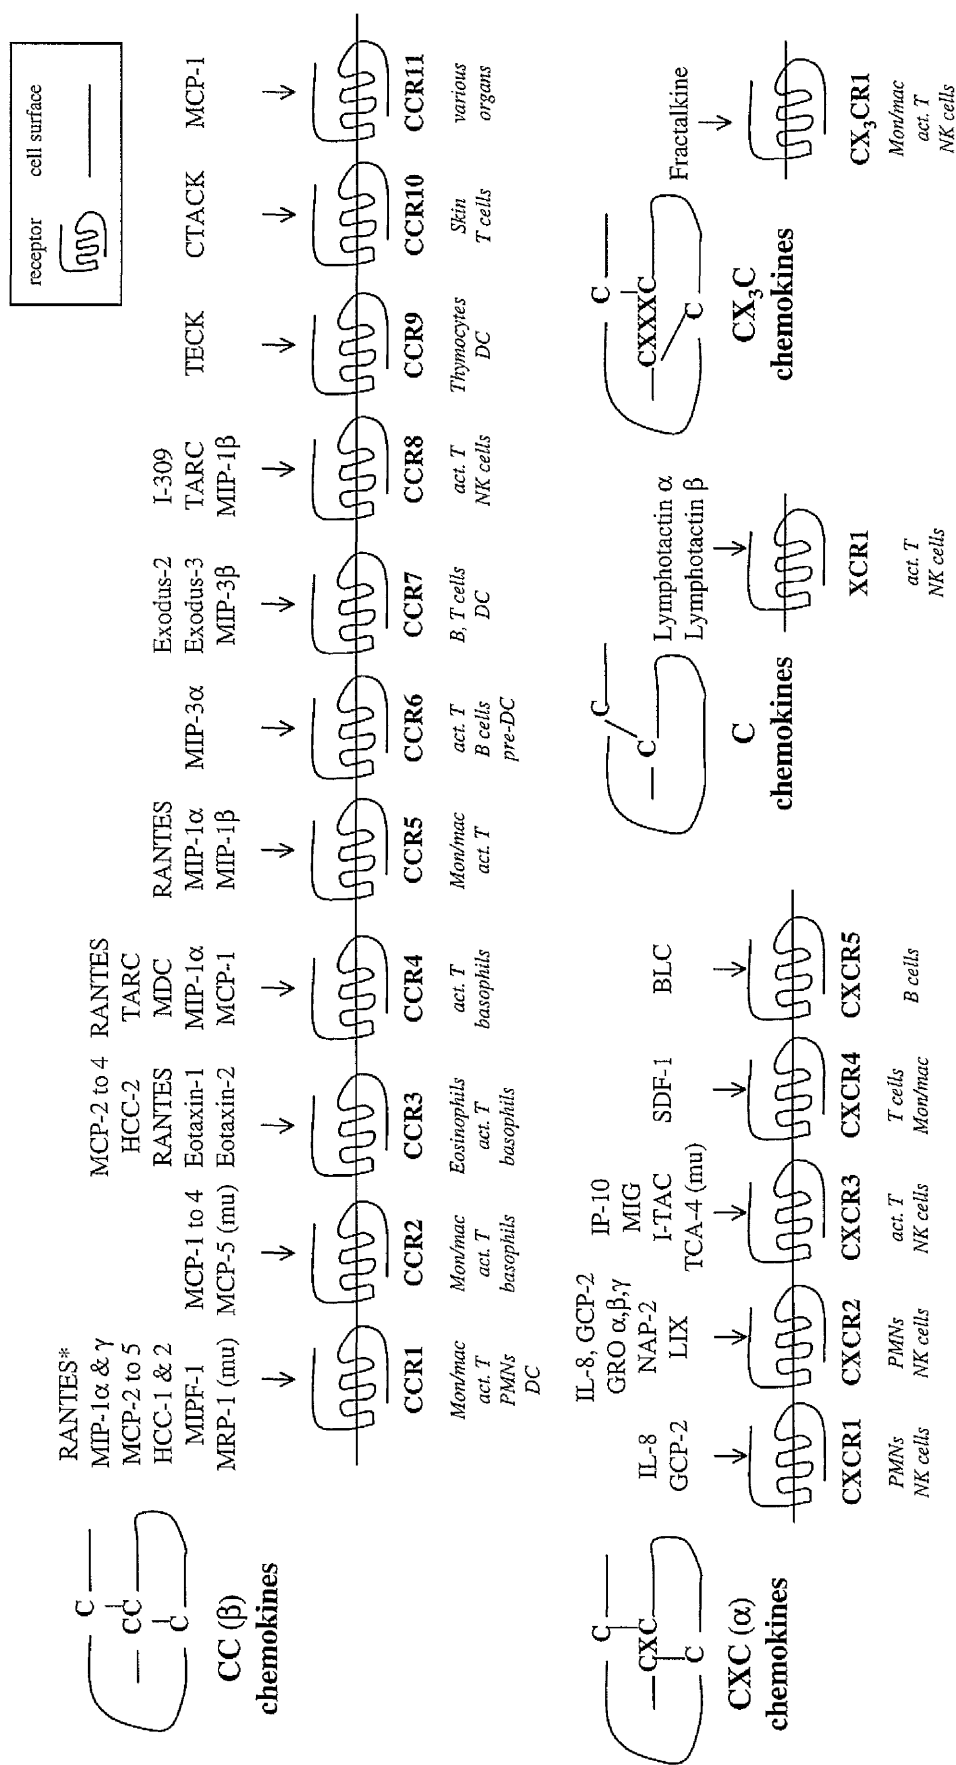 receptor cell surface
RANTES*
MIP-1α & γ
MCP-2 to 5
HCC-1 & 2
MIPF-1
MRP-1 (mu)
MCP-1 to 4
MCP-5 (mu)
MCP-2 to 4
HCC-2
RANTES
Eotaxin-1
Eotaxin-2
RANTES
TARC
MDC
MIP-1α
MCP-1
RANTES
MIP-1α
MIP-1β
MIP-3α
Exodus-2
Exodus-3
MIP-3β
I-309
TARC
MIP-1β
TECK
CTACK
MCP-1
C
CC
C
CC (β)
chemokines
CCR1
Mon/mac
act. T
PMNs
DC
CCR2
Mon/mac
act. T
basophils
CCR3
Eosinophils
act. T
basophils
CCR4
act. T
basophils
CCR5
Mon/mac
act. T
CCR6
act. T
B cells
pre-DC
CCR7
B, T cells
DC
CCR8
act. T
NK cells
CCR9
Thymocytes
DC
CCR10
Skin
T cells
CCR11
various
organs
C
CXC
C
CXC (α)
chemokines
IL-8
GCP-2
CXCR1
PMNs
NK cells
IL-8, GCP-2
GRO α,β,γ
NAP-2
LIX
CXCR2
PMNs
NK cells
IP-10
MIG
I-TAC
TCA-4 (mu)
CXCR3
act. T
NK cells
SDF-1
CXCR4
T cells
Mon/mac
BLC
CXCR5
B cells
C
C
C
chemokines
Lymphotactin α
Lymphotactin β
XCR1
act. T
NK cells
C
CXXXC
C
CX₃C
chemokines
Fractalkine
CX₃CR1
Mon/mac
act. T
NK cells